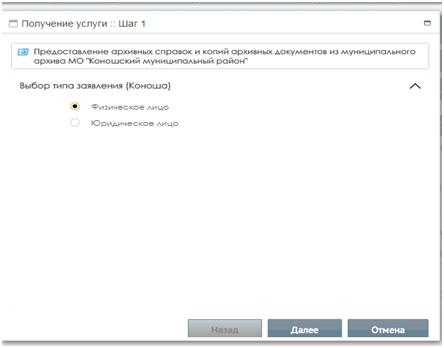 Получение услуги :: Шаг 1
Предоставление архивных справок и копий архивных документов из муниципального
архива МО "Коношский муниципальный район"
Выбор типа заявления (Коноша)
Физическое лицо
Юридическое лицо
Назад Далее Отмена